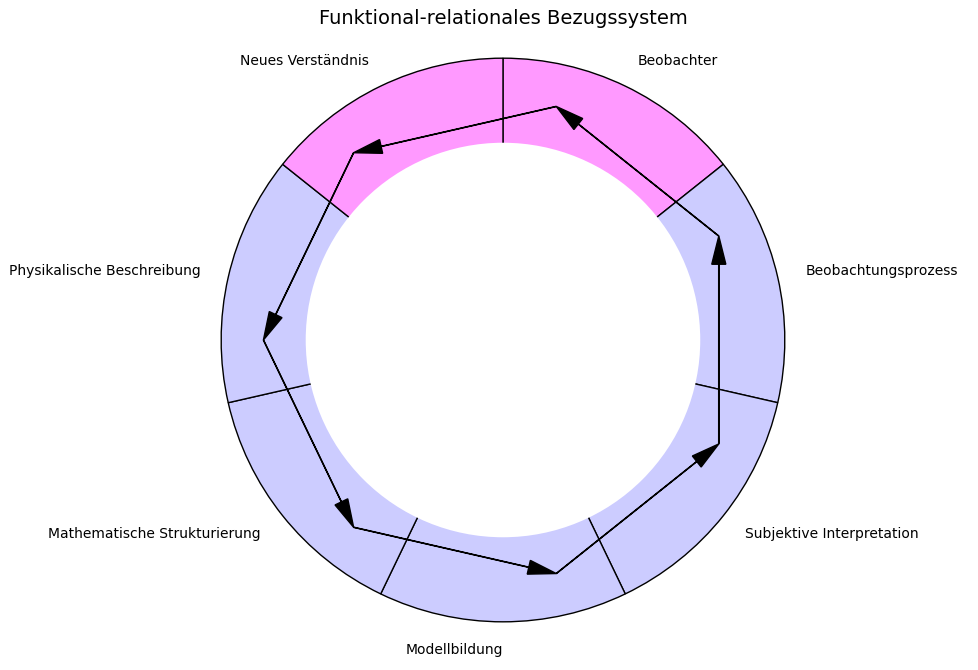 Funktional-relationales Bezugssystem
Neues Verständnis
Beobachter
Physikalische Beschreibung
Beobachtungsprozess
Mathematische Strukturierung
Subjektive Interpretation
Modellbildung